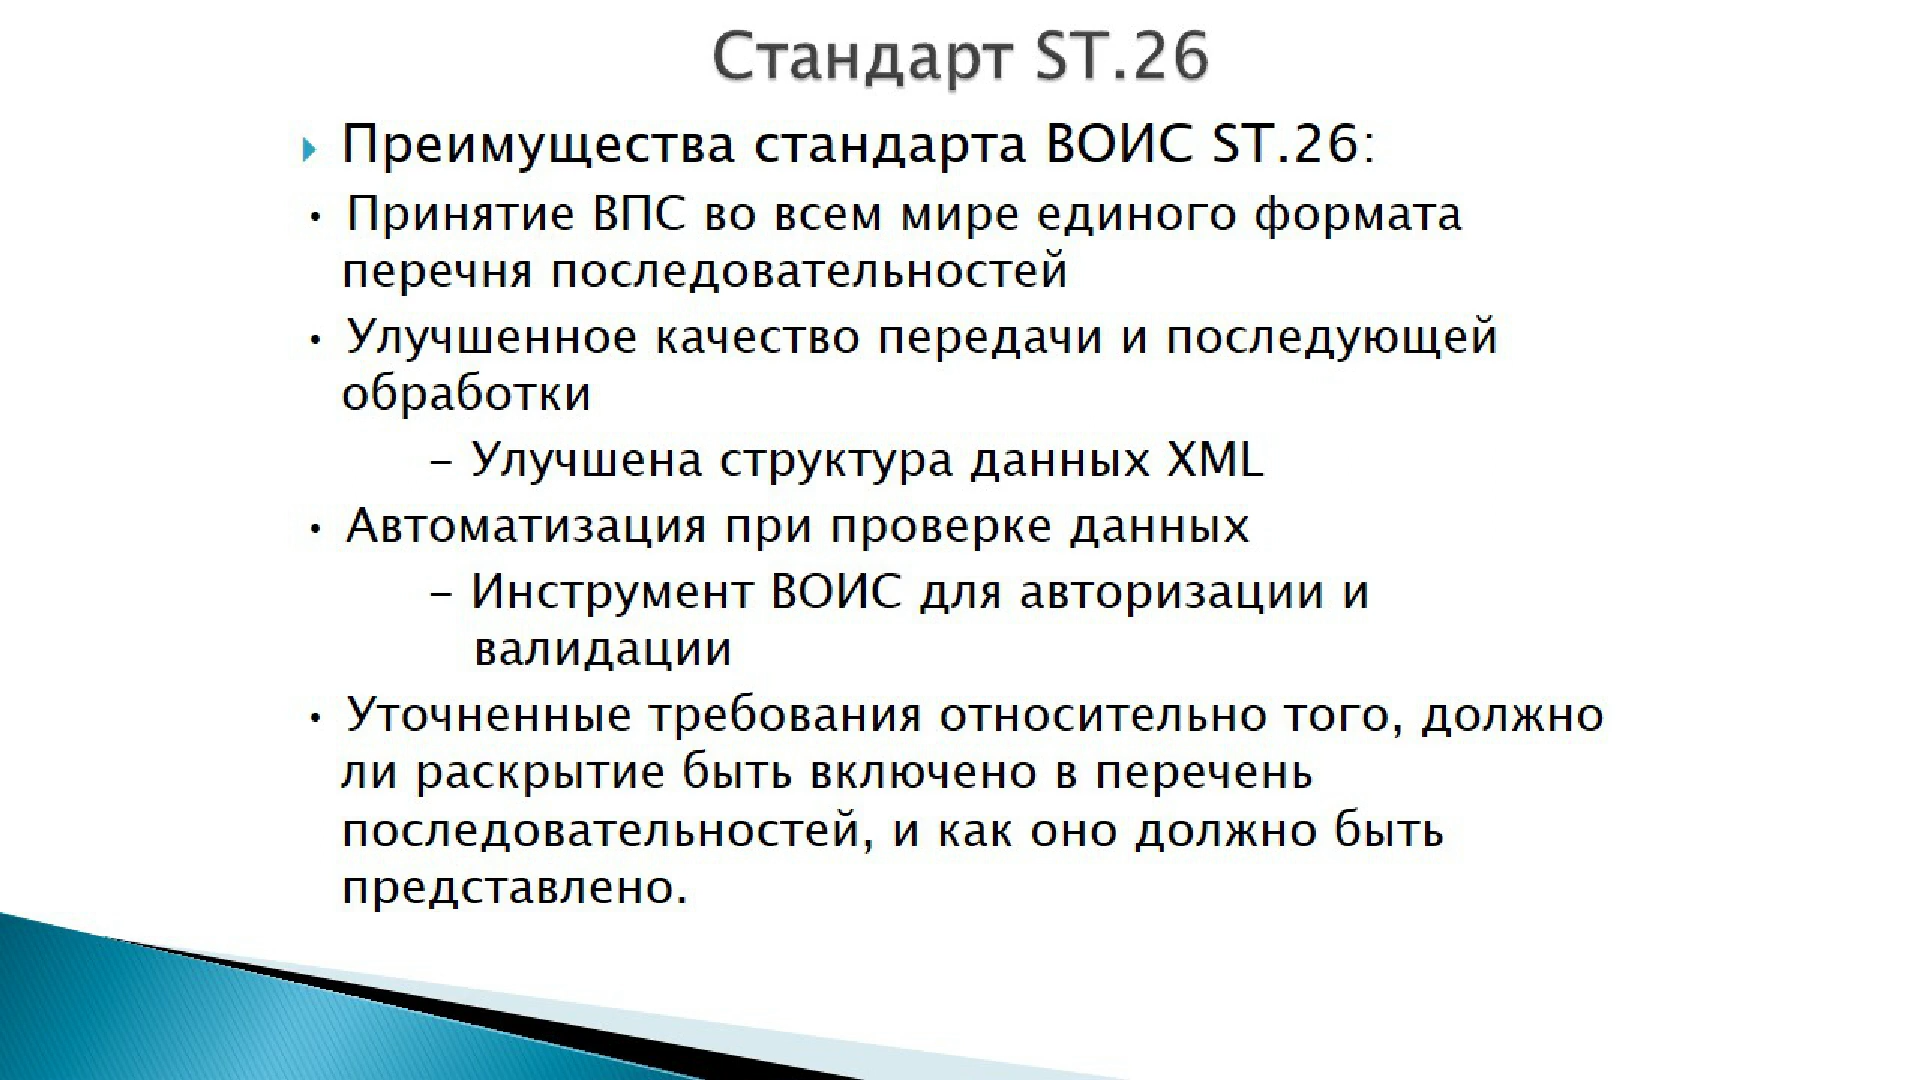 Стандарт ST.26
Преимущества стандарта ВОИС ST.26:
• Принятие ВПС во всем мире единого формата
перечня последовательностей
• Улучшенное качество передачи и последующей
обработки
– Улучшена структура данных XML
• Автоматизация при проверке данных
– Инструмент ВОИС для авторизации и
валидации
• Уточненные требования относительно того, должно
ли раскрытие быть включено в перечень
последовательностей, и как оно должно быть
представлено.